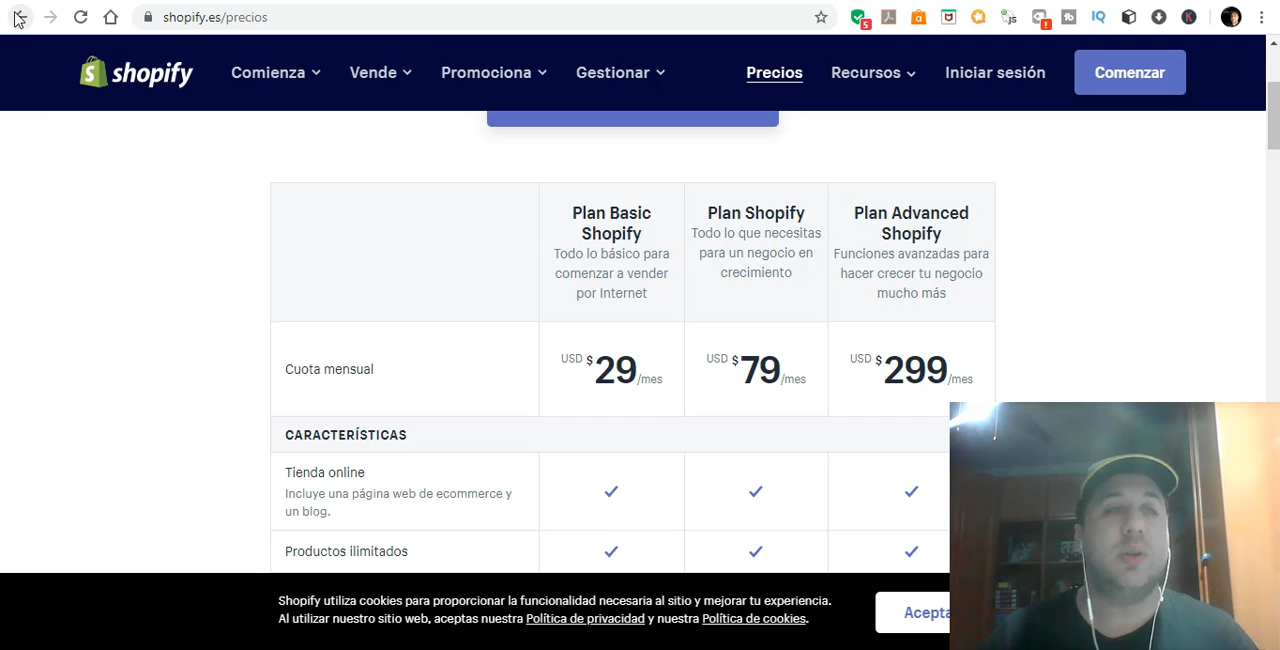 shopify.es/precios
shopify
Comienza
Vende
Promociona
Gestionar
Precios
Recursos
Iniciar sesión
Comenzar
Plan Basic
Shopify
Todo lo básico para
comenzar a vender
por Internet
Plan Shopify
Todo lo que necesitas
para un negocio en
crecimiento
Plan Advanced
Shopify
Funciones avanzadas para
hacer crecer tu negocio
mucho más
Cuota mensual
USD $ 29 /mes
USD $ 79 /mes
USD $ 299 /mes
CARACTERÍSTICAS
Tienda online
Incluye una página web de ecommerce y
un blog.
Productos ilimitados
Shopify utiliza cookies para proporcionar la funcionalidad necesaria al sitio y mejorar tu experiencia.
Al utilizar nuestro sitio web, aceptas nuestra Política de privacidad y nuestra Política de cookies.
Acepta